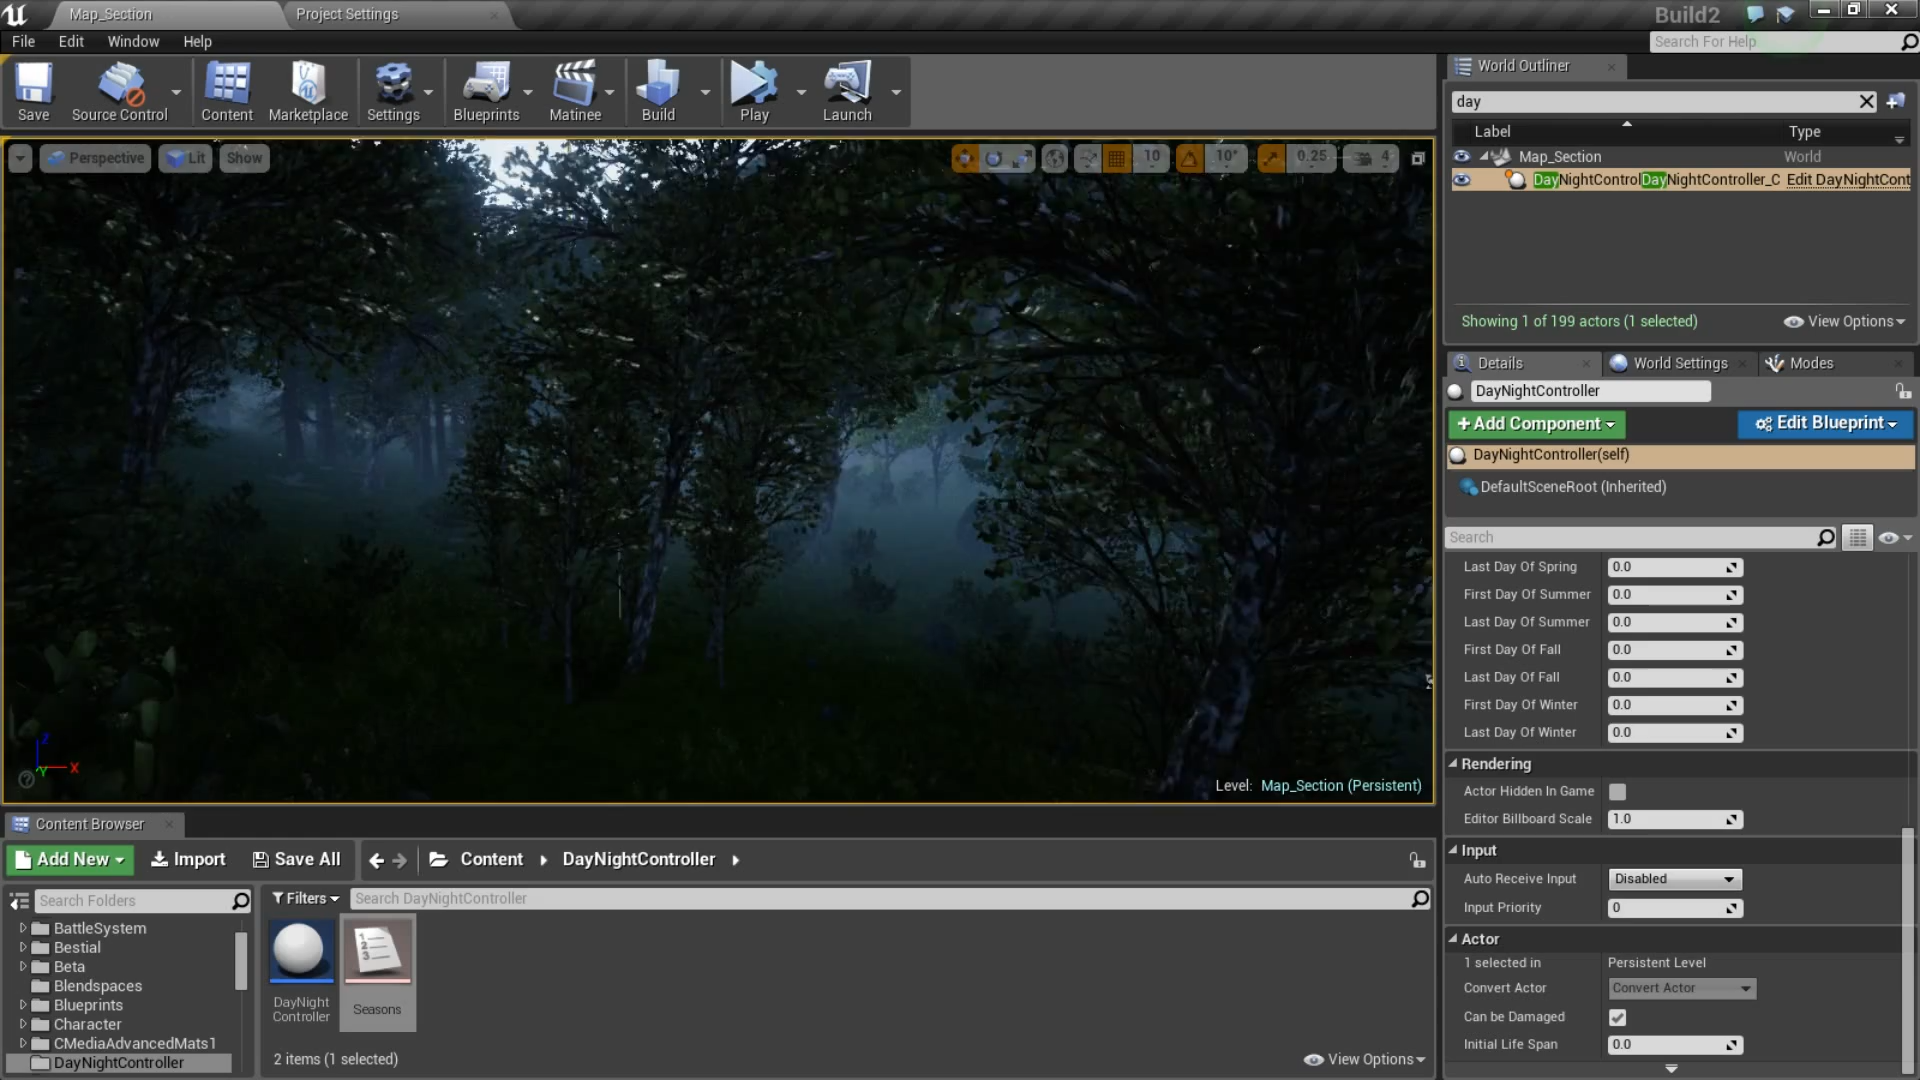 Map_Section
Project Settings
Build2
File
Edit
Window
Help
Search For Help
Save
Source Control
Content
Marketplace
Settings
Blueprints
Matinee
Build
Play
Launch
World Outliner
day
Label
Type
Map_Section
World
DayNightControlDayNightController_C
Edit DayNightCont
Showing 1 of 199 actors (1 selected)
View Options
Perspective
Lit
Show
10
10°
0.25
4
Z
Y
X
Level: Map_Section (Persistent)
Details
World Settings
Modes
DayNightController
+Add Component
Edit Blueprint
DayNightController(self)
DefaultSceneRoot (Inherited)
Search
Last Day Of Spring 0.0
First Day Of Summer 0.0
Last Day Of Summer 0.0
First Day Of Fall 0.0
Last Day Of Fall 0.0
First Day Of Winter 0.0
Last Day Of Winter 0.0
Rendering
Actor Hidden In Game
Editor Billboard Scale 1.0
Input
Auto Receive Input Disabled
Input Priority 0
Actor
1 selected in Persistent Level
Convert Actor Convert Actor
Can be Damaged
Initial Life Span 0.0
Content Browser
Add New
Import
Save All
Content
DayNightController
Search Folders
Filters
Search DayNightController
BattleSystem
Bestial
Beta
Blendspaces
Blueprints
Character
CMediaAdvancedMats1
DayNightController
DayNight
Controller
Seasons
2 items (1 selected)
View Options